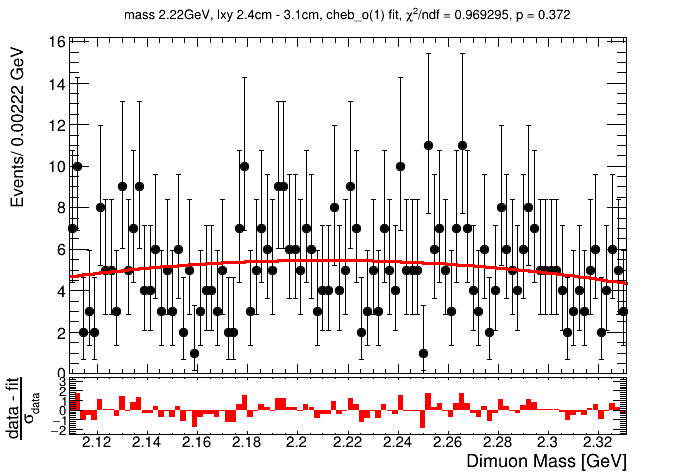 mass 2.22GeV, lxy 2.4cm - 3.1cm, cheb_o(1) fit, χ²/ndf = 0.969295, p = 0.372
Events/ 0.00222 GeV
16
14
12
10
8
6
4
2
0
data - fit
σdata
3
2
1
0
−1
−2
2.12 2.14 2.16 2.18 2.2 2.22 2.24 2.26 2.28 2.3 2.32
Dimuon Mass [GeV]